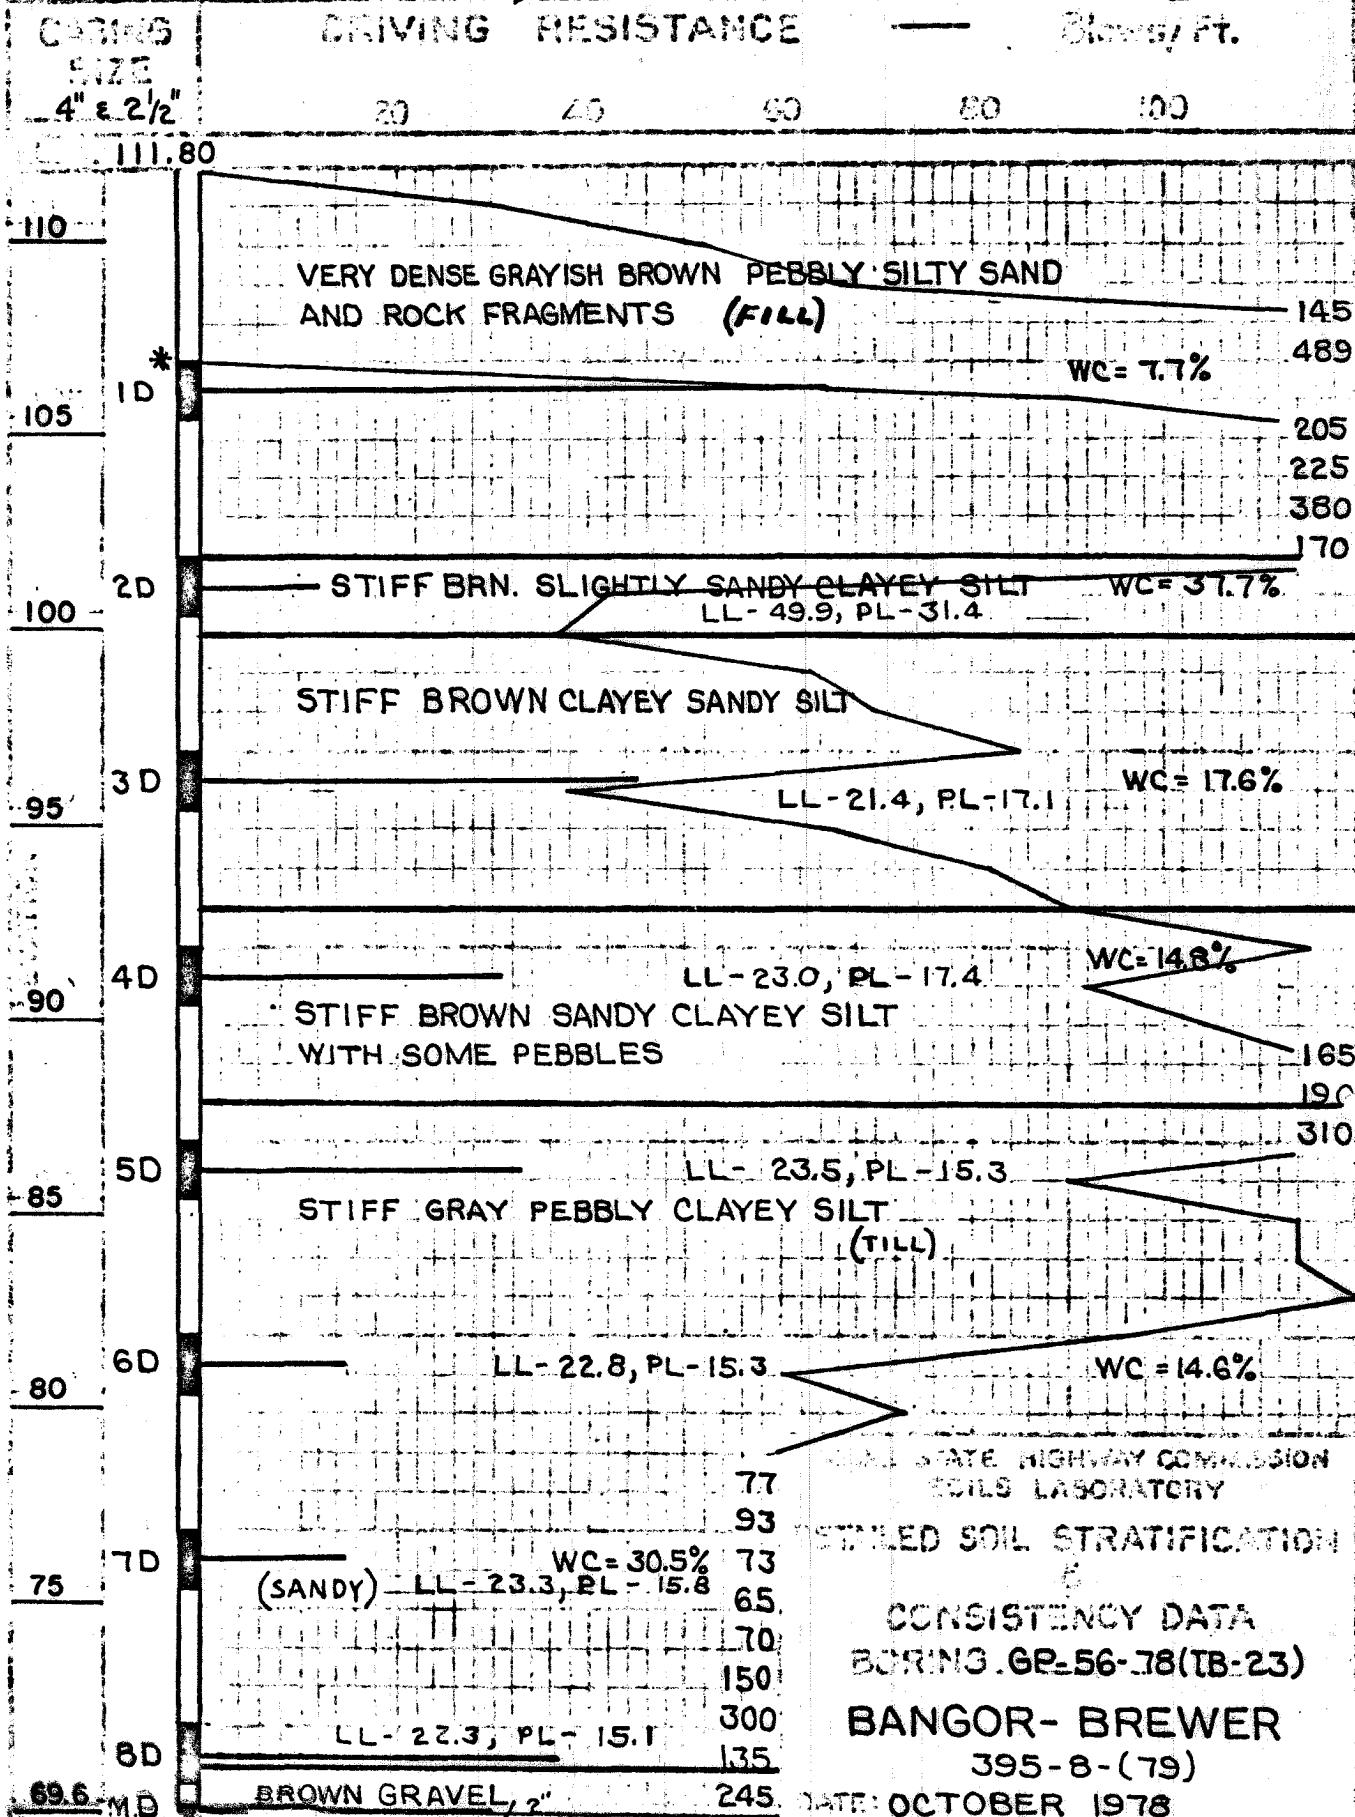 CASING DRIVING RESISTANCE — Blows/Ft.
SIZE
4" & 2½" 20 40 60 80 100
111.80
110
VERY DENSE GRAYISH BROWN PEBBLY SILTY SAND
AND ROCK FRAGMENTS (FILL) 145
* 489
WC = 7.7%
1D
105 205
225
380
170
2D STIFF BRN. SLIGHTLY SANDY CLAYEY SILT WC = 37.7%
100 LL-49.9, PL-31.4
STIFF BROWN CLAYEY SANDY SILT
3D WC = 17.6%
95 LL-21.4, PL-17.1
WC = 14.8%
4D LL-23.0, PL-17.4
90 STIFF BROWN SANDY CLAYEY SILT
WITH SOME PEBBLES 165
190
310
5D LL-23.5, PL-15.3
85 STIFF GRAY PEBBLY CLAYEY SILT
(TILL)
6D LL-22.8, PL-15.3 WC = 14.6%
80
STATE HIGHWAY COMMISSION
77 SOILS LABORATORY
93
DETAILED SOIL STRATIFICATION
7D WC = 30.5% 73
&
75 (SANDY) LL-23.3, PL-15.8 65
CONSISTENCY DATA
70
BORING GP-56-78 (TB-23)
150
300 BANGOR-BREWER
LL-22.3, PL-15.1
8D 135 395-8-(79)
69.6 MD BROWN GRAVEL, 245 DATE: OCTOBER 1978